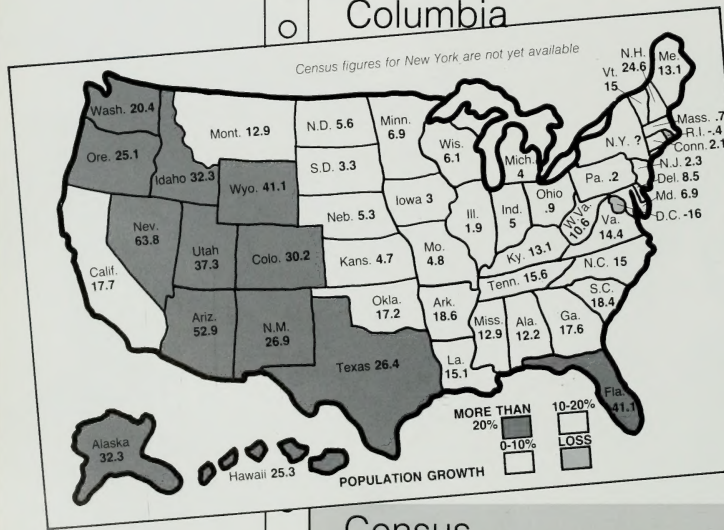 Columbia
Census figures for New York are not yet available
Wash. 20.4
Ore. 25.1
Idaho 32.3
Mont. 12.9
Wyo. 41.1
N.D. 5.6
S.D. 3.3
Neb. 5.3
Kans. 4.7
Minn.
6.9
Iowa 3
Mo.
4.8
Wis.
6.1
Mich.
4
Ill.
1.9
Ind.
5
Ohio
.9
W.Va.
10.6
Ky. 13.1
Tenn. 15.6
Pa. .2
N.Y. ?
Vt.
15
N.H.
24.6
Me.
13.1
Mass. .7
R.I. -.4
Conn. 2.1
N.J. 2.3
Del. 8.5
Md. 6.9
D.C. -16
Va.
14.4
N.C. 15
S.C.
18.4
Ga.
17.6
Ala.
12.2
Miss.
12.9
La.
15.1
Ark.
18.6
Okla.
17.2
Texas 26.4
N.M.
26.9
Colo. 30.2
Utah
37.3
Nev.
63.8
Calif.
17.7
Ariz.
52.9
Fla.
41.1
Alaska
32.3
Hawaii 25.3
POPULATION GROWTH
MORE THAN
20%
10-20%
0-10%
LOSS
Census